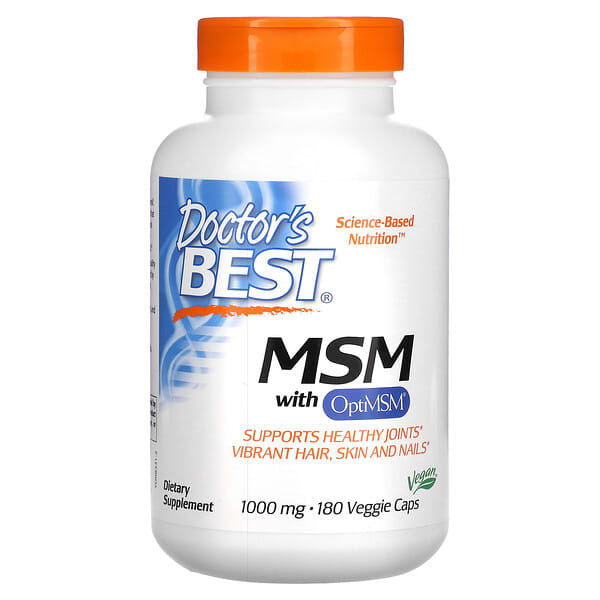 Doctor's
BEST®
Science-Based
Nutrition™
MSM
with OptiMSM®
SUPPORTS HEALTHY JOINTS*
VIBRANT HAIR, SKIN AND NAILS*
Vegan
Dietary
Supplement
1000 mg • 180 Veggie Caps